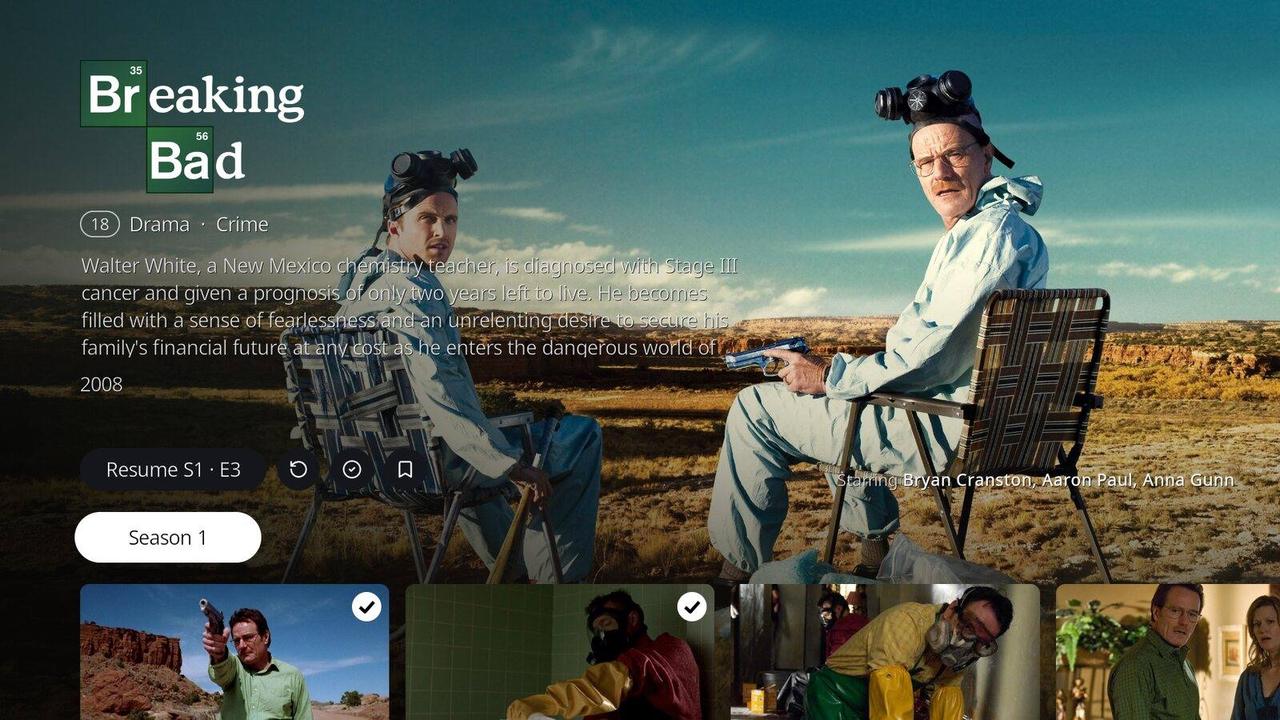 35
Breaking
56
Bad
18 Drama · Crime
Walter White, a New Mexico chemistry teacher, is diagnosed with Stage III
cancer and given a prognosis of only two years left to live. He becomes
filled with a sense of fearlessness and an unrelenting desire to secure his
family's financial future at any cost as he enters the dangerous world of
2008
Resume S1 · E3
Starring Bryan Cranston, Aaron Paul, Anna Gunn
Season 1